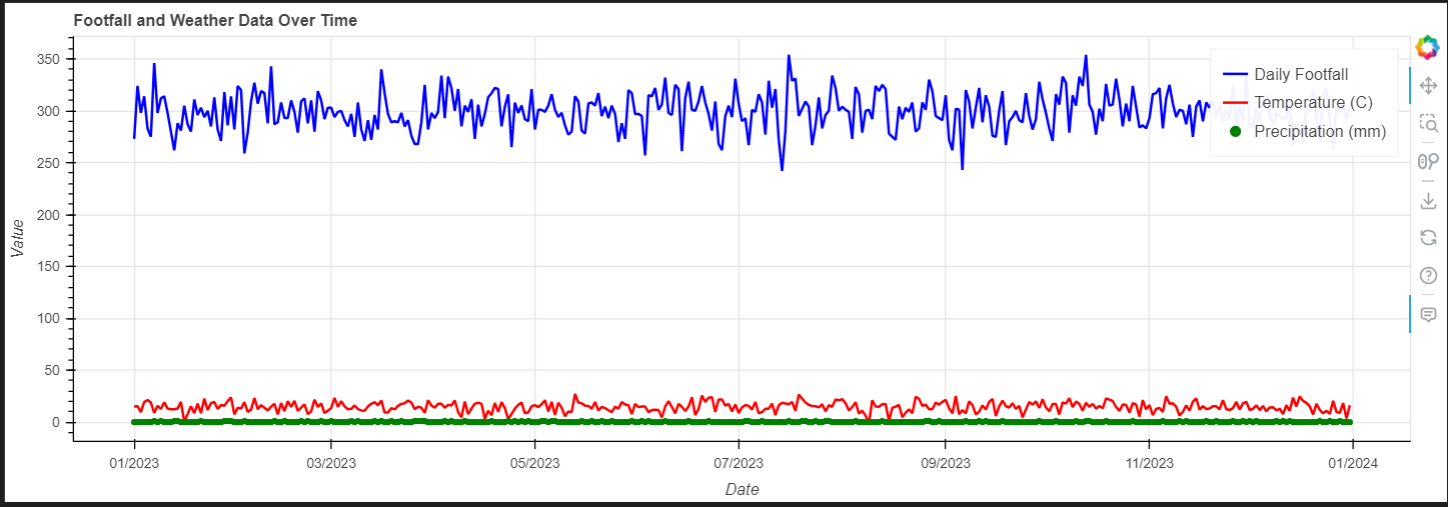 Footfall and Weather Data Over Time
350
300
250
200
150
100
50
0
Value
Daily Footfall
Temperature (C)
Precipitation (mm)
01/2023
03/2023
05/2023
07/2023
09/2023
11/2023
01/2024
Date